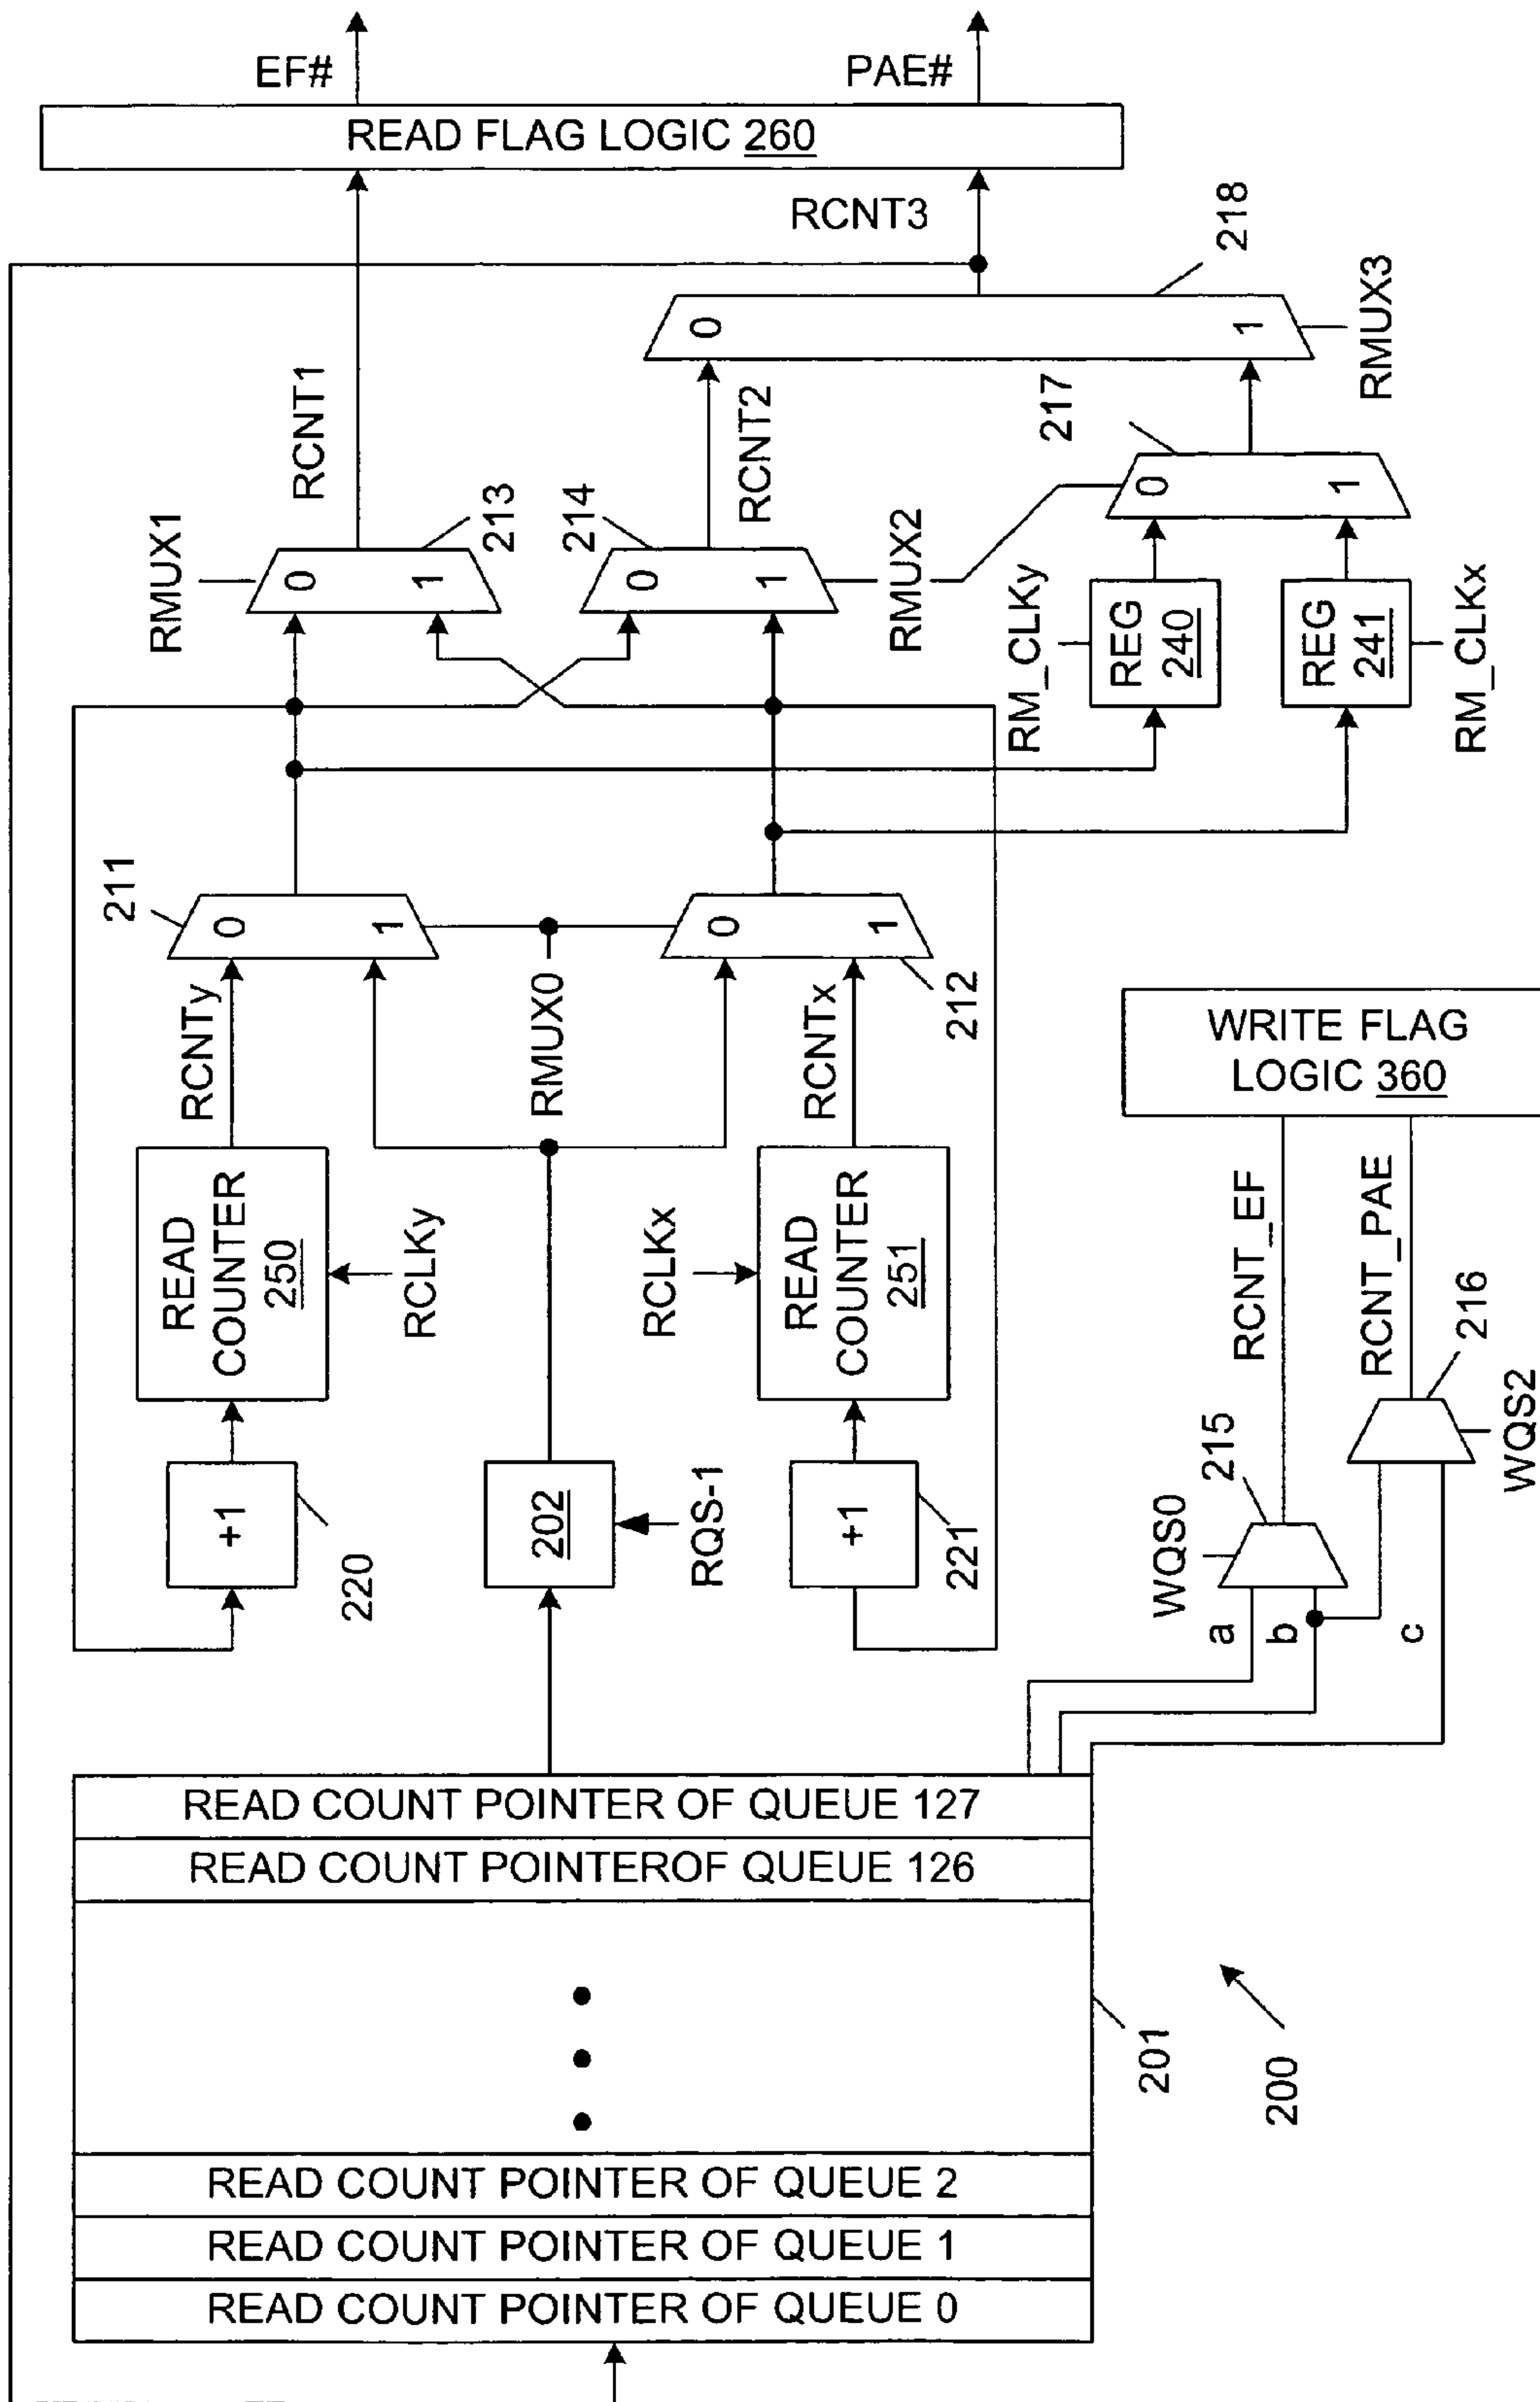 EF#
PAE#
READ FLAG LOGIC 260
RCNT3
218
RCNT1
RCNT2
217
RMUX3
RMUX1
0
1
213
214
0
1
0
1
0
1
RMUX2
RM_CLKy
REG
240
REG
241
RM_CLKx
211
0
1
0
1
212
RCNTy
RMUX0
RCNTx
READ
COUNTER
250
RCLKy
RCLKx
READ
COUNTER
251
WRITE FLAG
LOGIC 360
RCNT_EF
RCNT_PAE
216
WQS2
215
WQS0
+1
220
202
RQS-1
+1
221
a
b
c
READ COUNT POINTER OF QUEUE 127
READ COUNT POINTEROF QUEUE 126
READ COUNT POINTER OF QUEUE 2
READ COUNT POINTER OF QUEUE 1
READ COUNT POINTER OF QUEUE 0
201
200